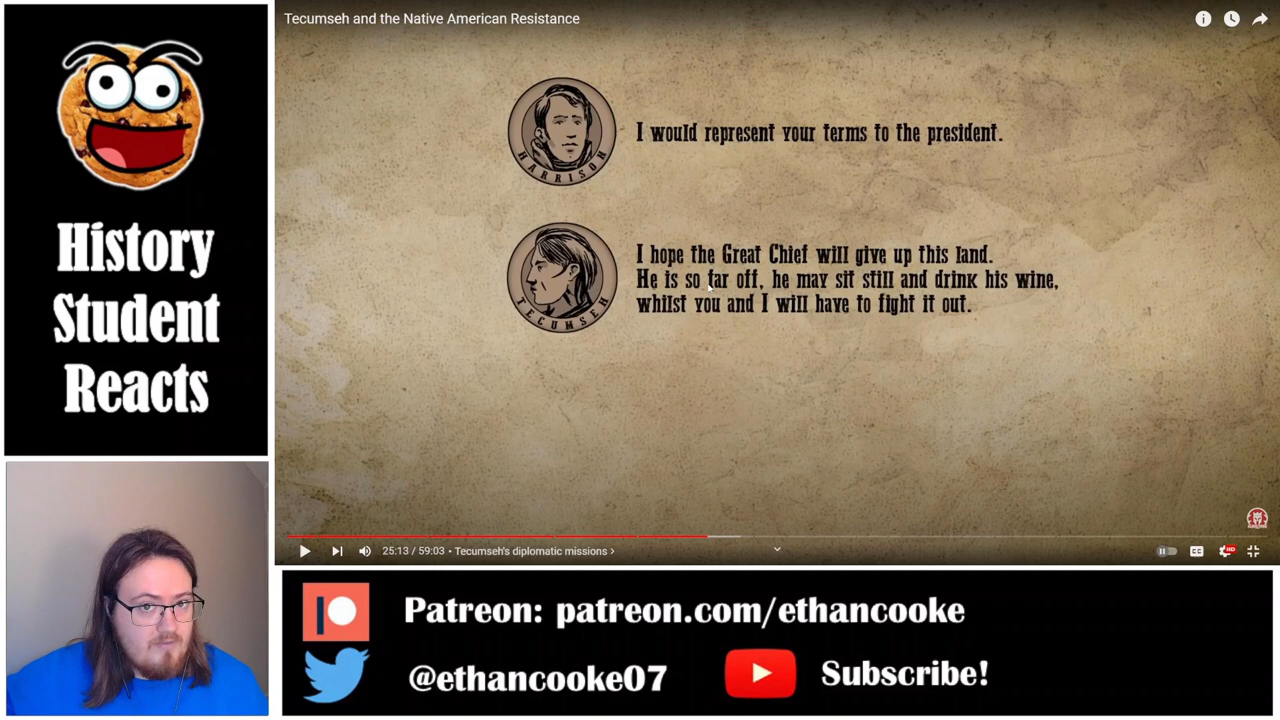 Tecumseh and the Native American Resistance
History
Student
Reacts
HARRISON
I would represent your terms to the president.
TECUMSEH
I hope the Great Chief will give up this land.
He is so far off, he may sit still and drink his wine,
whilst you and I will have to fight it out.
25:13 / 59:03 • Tecumseh's diplomatic missions ›
CC
HD
Patreon: patreon.com/ethancooke
@ethancooke07
Subscribe!